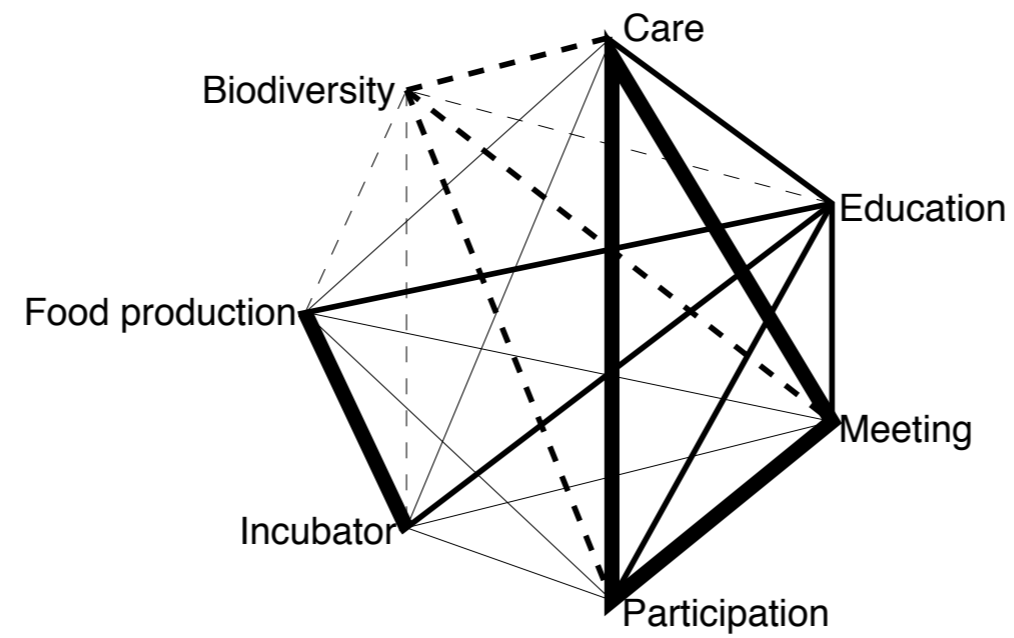 Care
Biodiversity
Education
Food production
Meeting
Incubator
Participation